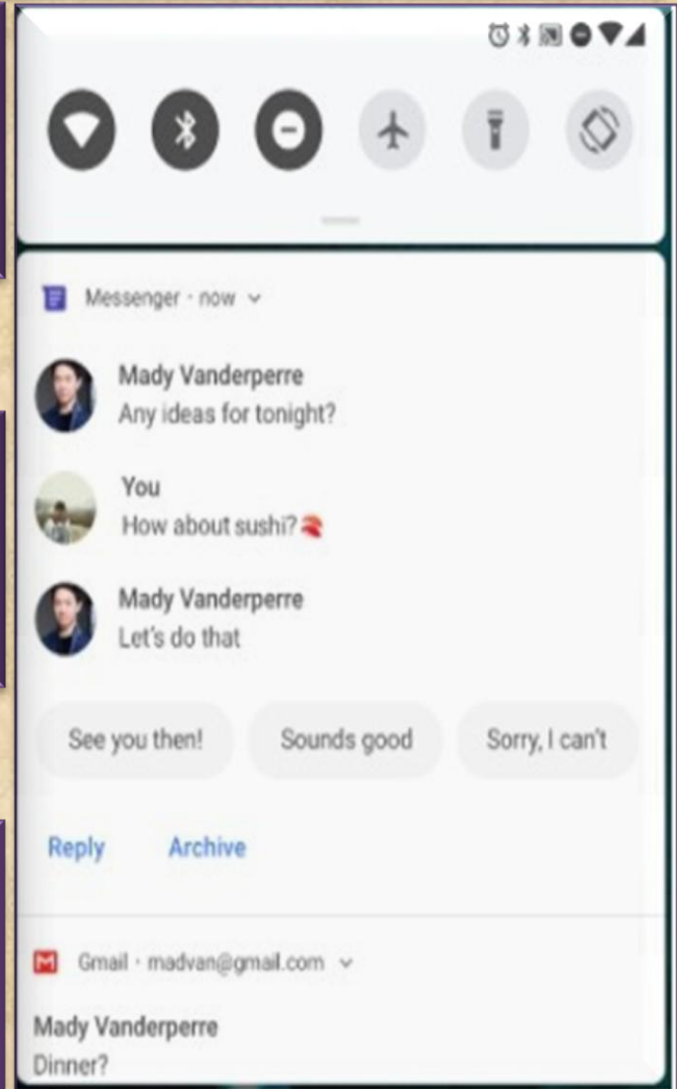 Messenger · now
Mady Vanderperre
Any ideas for tonight?
You
How about sushi?🍣
Mady Vanderperre
Let's do that
See you then! Sounds good Sorry, I can't
Reply Archive
Gmail · madvan@gmail.com
Mady Vanderperre
Dinner?